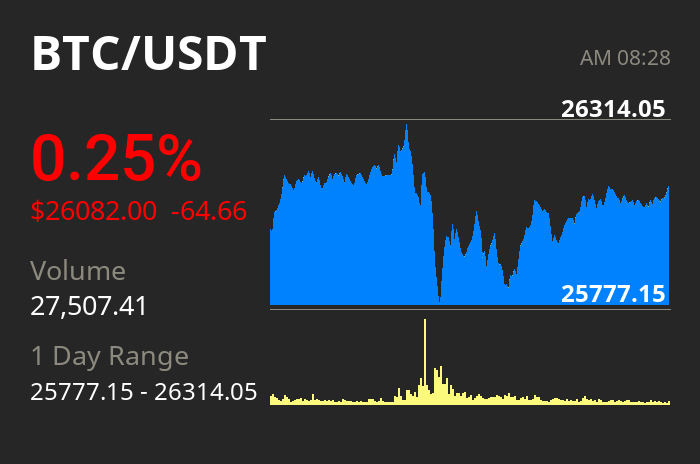 BTC/USDT
AM 08:28
26314.05
0.25%
$26082.00 -64.66
Volume
27,507.41
25777.15
1 Day Range
25777.15 - 26314.05